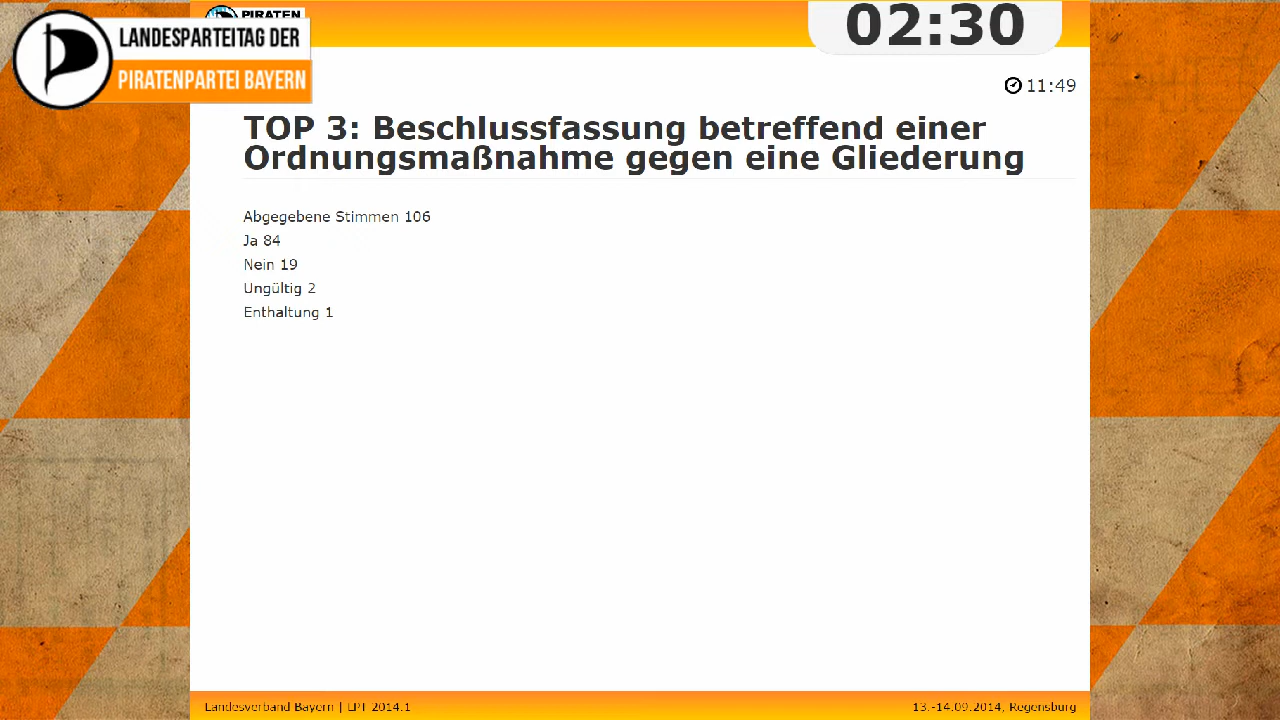 PIRATEN
LANDESPARTEITAG DER
PIRATENPARTEI BAYERN
02:30
11:49
TOP 3: Beschlussfassung betreffend einer
Ordnungsmaßnahme gegen eine Gliederung
Abgegebene Stimmen 106
Ja 84
Nein 19
Ungültig 2
Enthaltung 1
Landesverband Bayern | LPT 2014.1
13.-14.09.2014, Regensburg